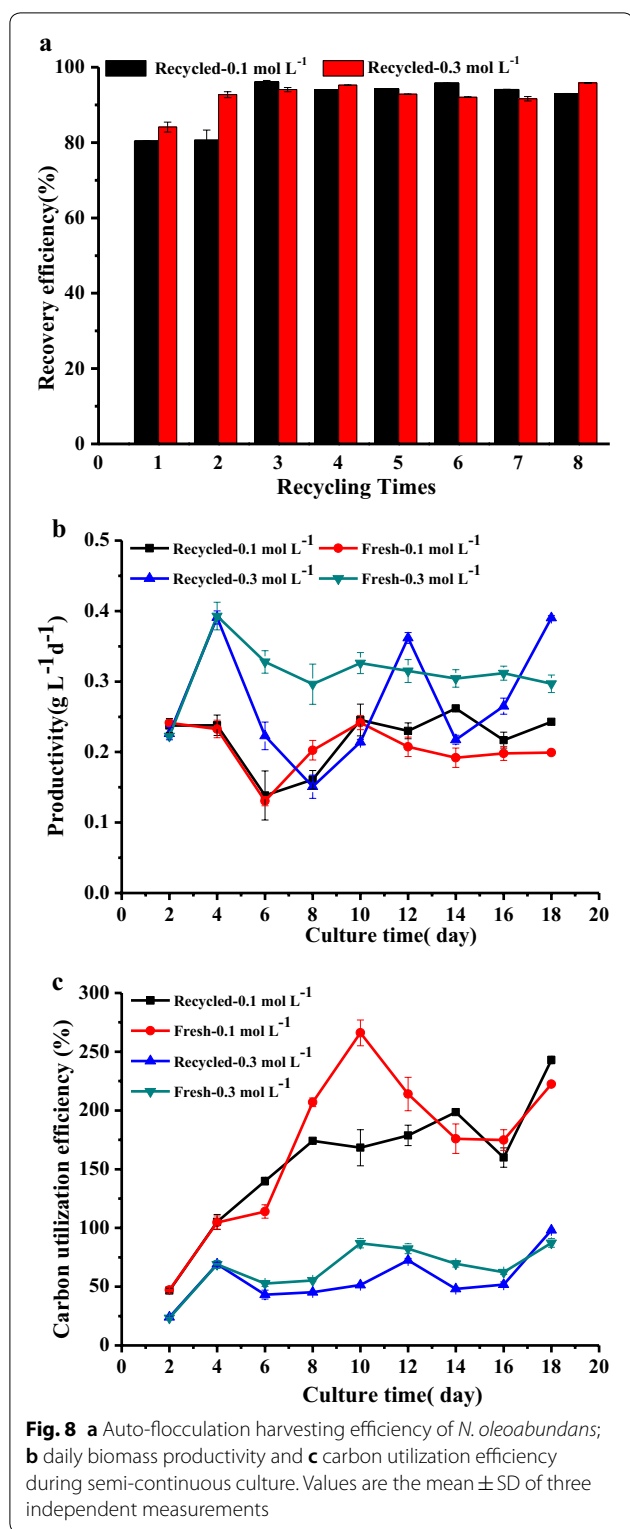 a
Recycled-0.1 mol L⁻¹ Recycled-0.3 mol L⁻¹
100
80
60
40
20
0
Recovery efficiency(%)
0 1 2 3 4 5 6 7 8
Recycling Times
b
Recycled-0.1 mol L⁻¹ Fresh-0.1 mol L⁻¹
Recycled-0.3 mol L⁻¹ Fresh-0.3 mol L⁻¹
0.5
0.4
0.3
0.2
0.1
0.0
Productivity(g L⁻¹d⁻¹)
0 2 4 6 8 10 12 14 16 18 20
Culture time( day)
c
Recycled-0.1 mol L⁻¹
Fresh-0.1 mol L⁻¹
Recycled-0.3 mol L⁻¹
Fresh-0.3 mol L⁻¹
300
250
200
150
100
50
0
Carbon utilization efficiency (%)
0 2 4 6 8 10 12 14 16 18 20
Culture time( day)
Fig. 8 a Auto-flocculation harvesting efficiency of N. oleoabundans;
b daily biomass productivity and c carbon utilization efficiency
during semi-continuous culture. Values are the mean ± SD of three
independent measurements